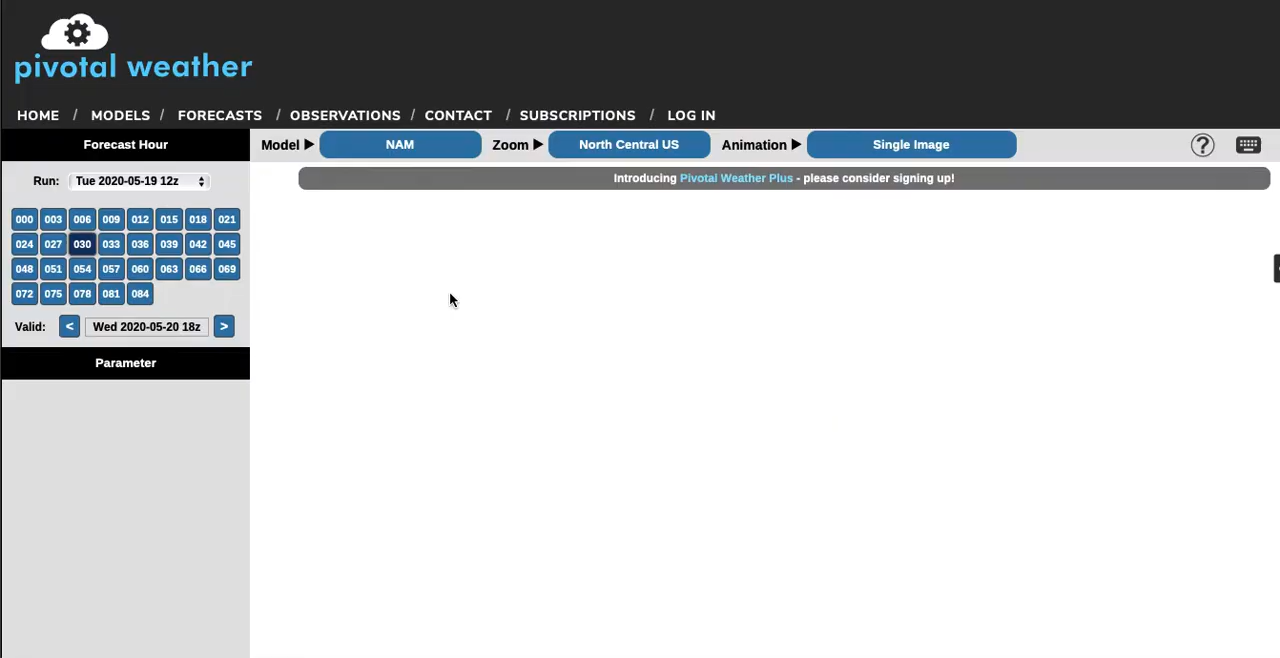 pivotal weather
HOME / MODELS / FORECASTS / OBSERVATIONS / CONTACT / SUBSCRIPTIONS / LOG IN
Forecast Hour
Model NAM Zoom North Central US Animation Single Image ?
Introducing Pivotal Weather Plus - please consider signing up!
Run: Tue 2020-05-19 12z
000 003 006 009 012 015 018 021
024 027 030 033 036 039 042 045
048 051 054 057 060 063 066 069
072 075 078 081 084
Valid: < Wed 2020-05-20 18z >
Parameter